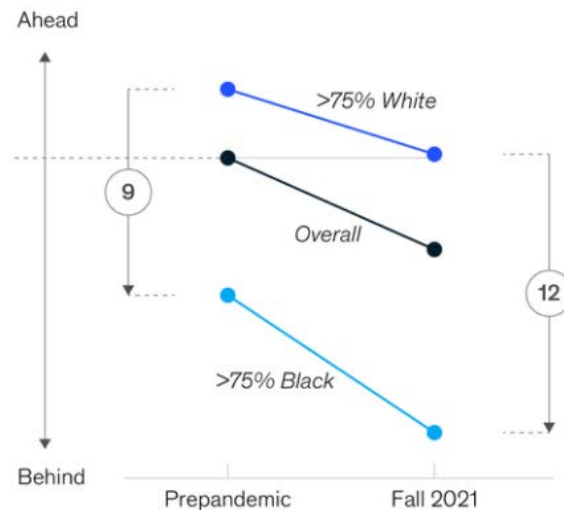 Ahead
>75% White
9
Overall
12
>75% Black
Behind
Prepandemic
Fall 2021